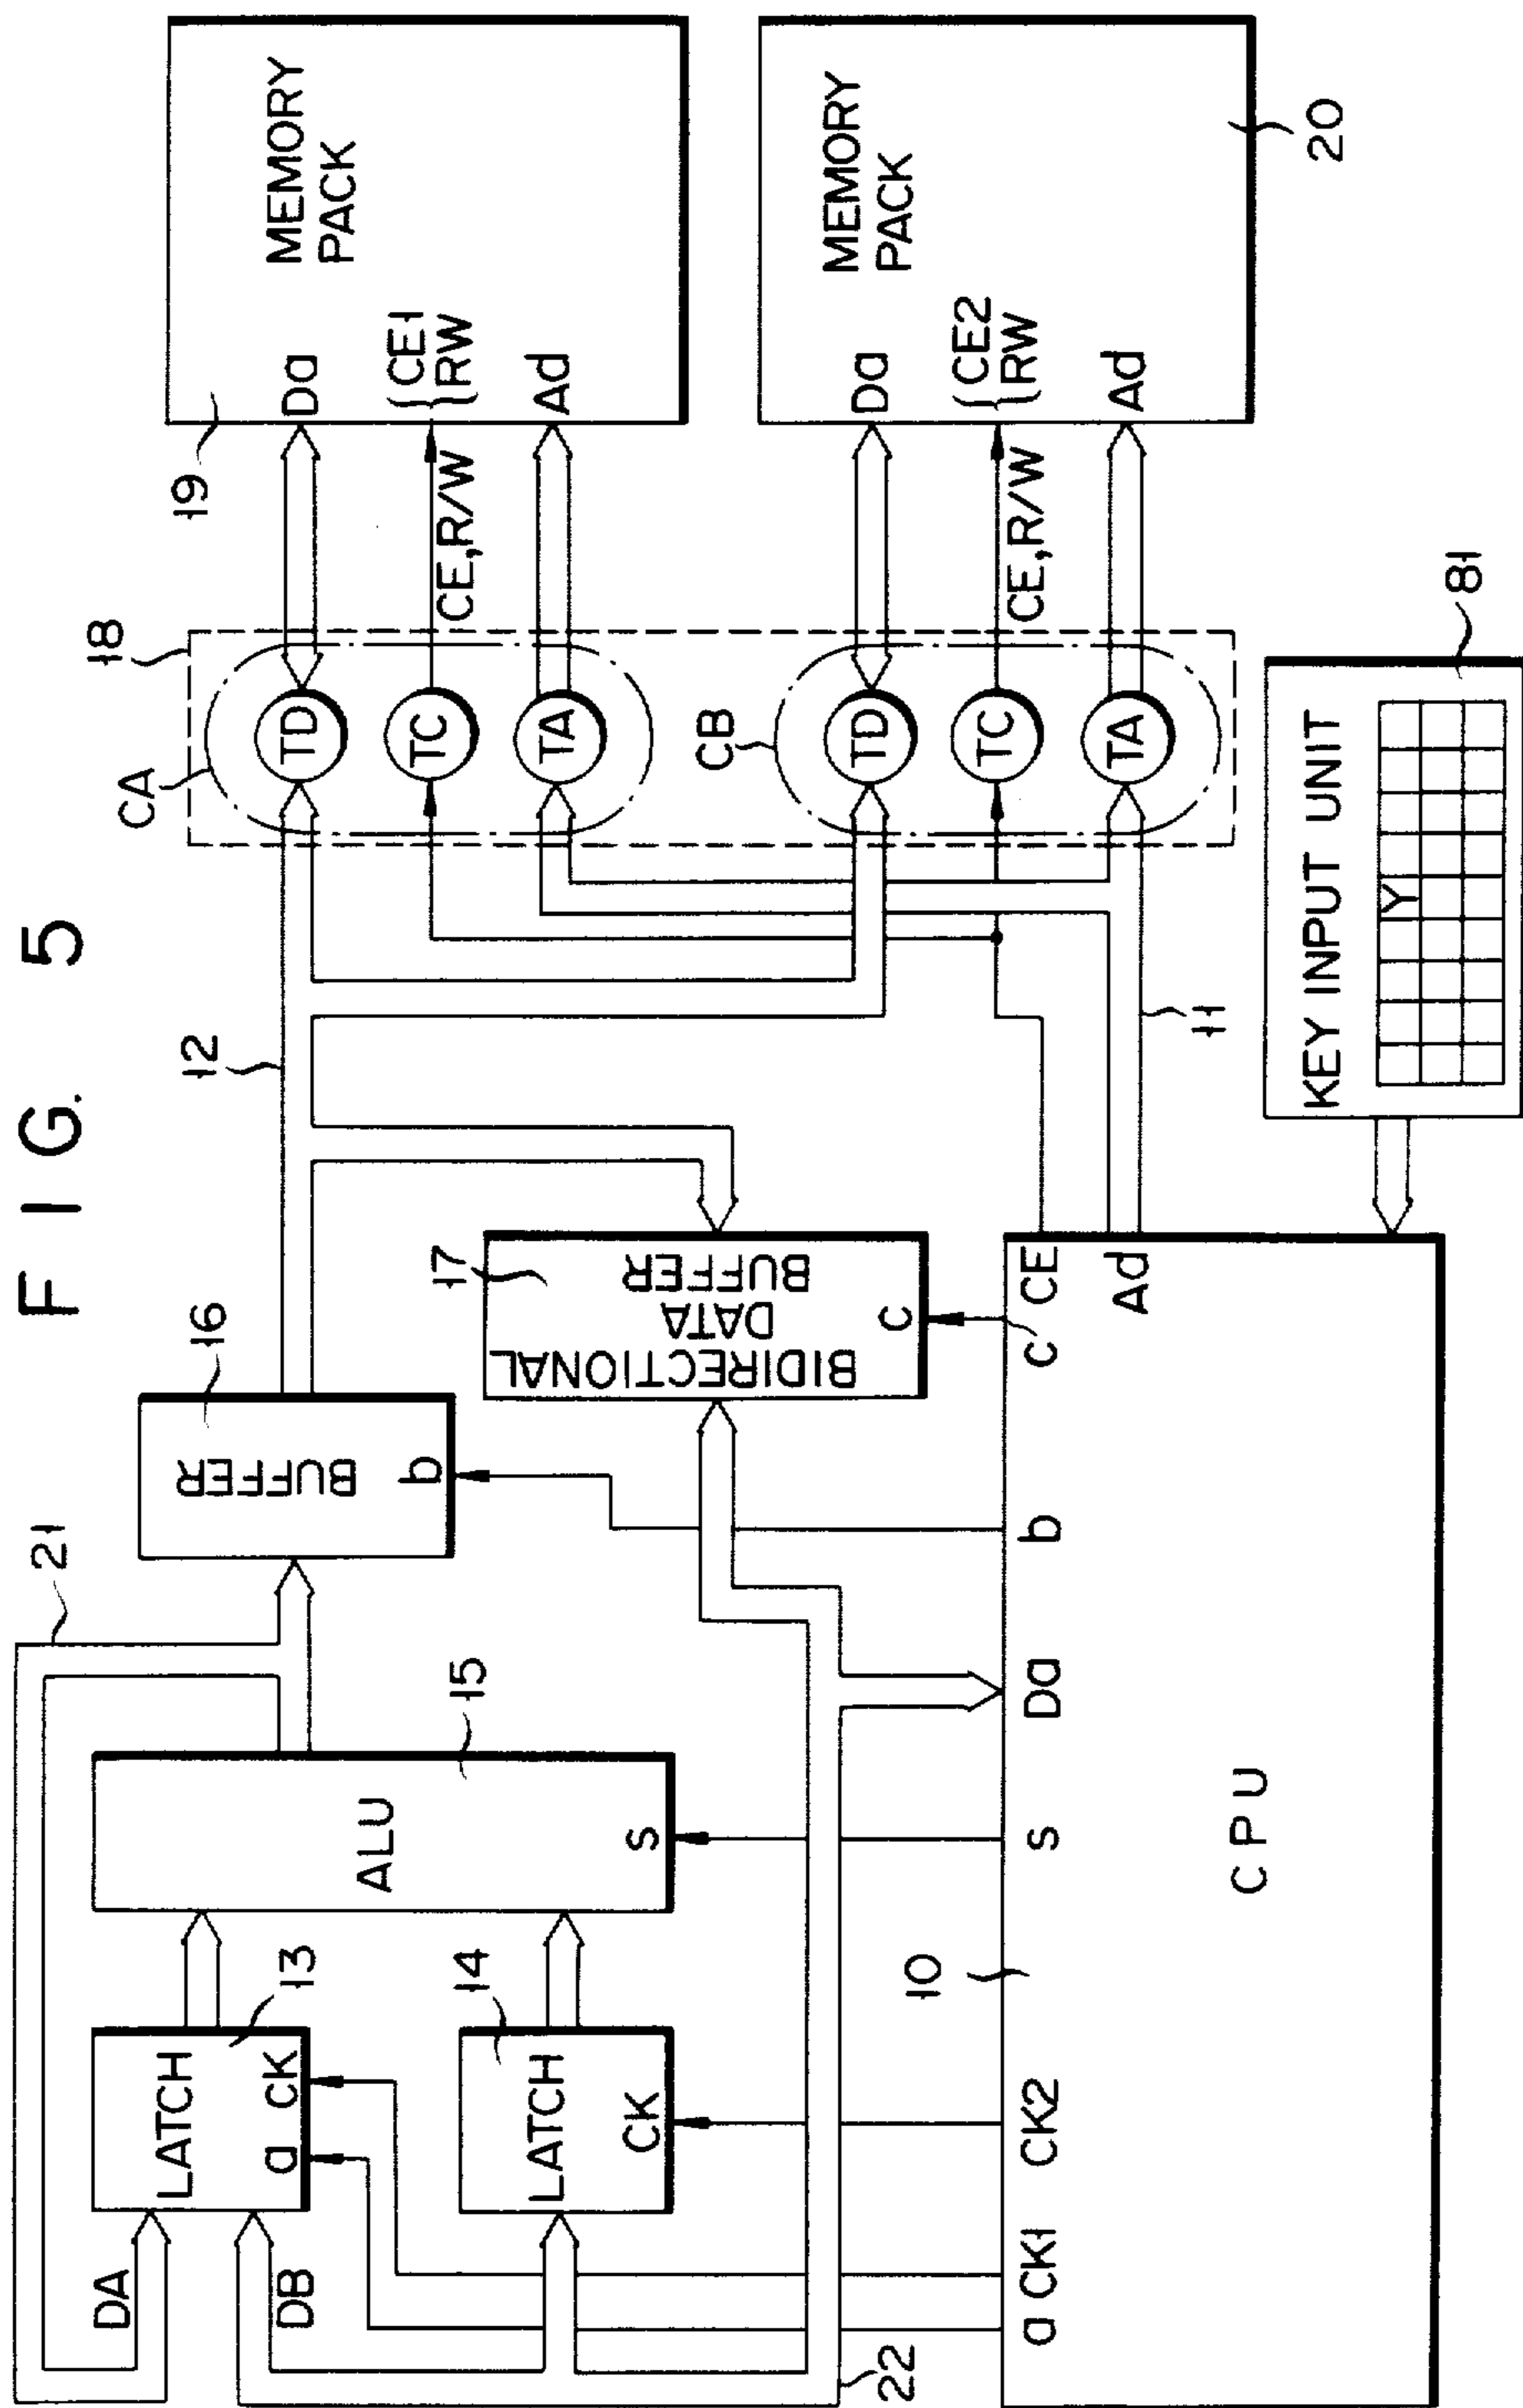 FIG. 5
21
16
12
18
19
MEMORY
PACK
Da
{CE1
RW
Ad
CE,R/W
CA
TD
TC
TA
DA
DB
LATCH
a CK
13
LATCH
CK
14
ALU
s
15
BUFFER
b
17
BIDIRECTIONAL
DATA
BUFFER
c
CB
TD
TC
TA
MEMORY
PACK
Da
{CE2
RW
Ad
CE,R/W
20
22
10
a
CK1
CK2
s
Da
b
c
CE
Ad
CPU
11
KEY INPUT UNIT
Y
81